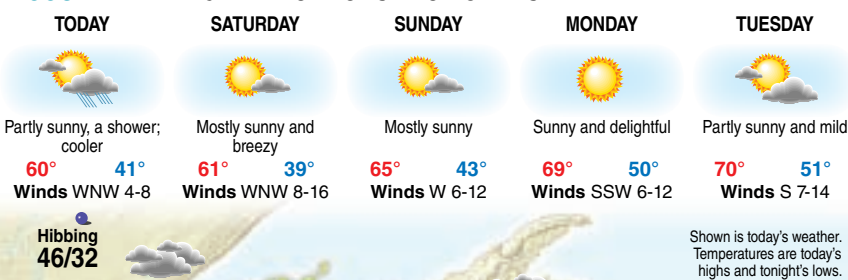 TODAY
Partly sunny, a shower;
cooler
60° 41°
Winds WNW 4-8
SATURDAY
Mostly sunny and
breezy
61° 39°
Winds WNW 8-16
SUNDAY
Mostly sunny
65° 43°
Winds W 6-12
MONDAY
Sunny and delightful
69° 50°
Winds SSW 6-12
TUESDAY
Partly sunny and mild
70° 51°
Winds S 7-14
Hibbing
46/32
Shown is today's weather.
Temperatures are today's
highs and tonight's lows.